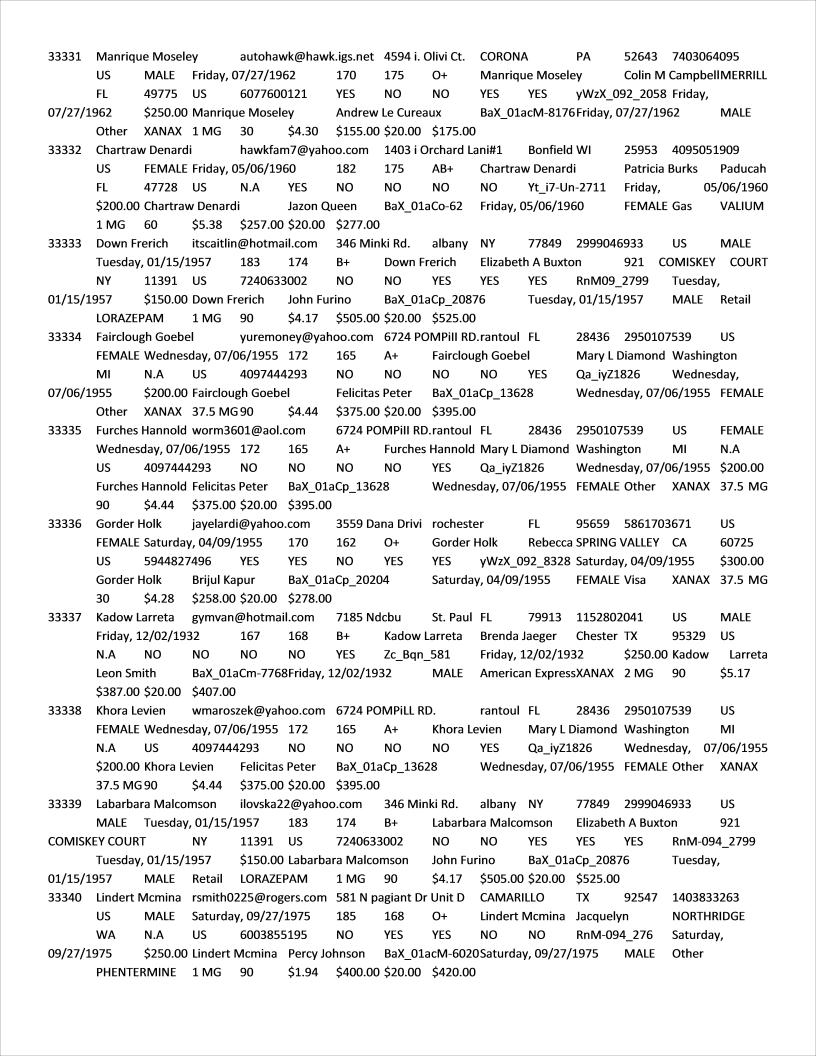 33331 Manrique Moseley autohawk@hawk.igs.net 4594 i. Olivi Ct. CORONA PA 52643 7403064095
US MALE Friday, 07/27/1962 170 175 O+ Manrique Moseley Colin M CampbellMERRILL
FL 49775 US 6077600121 YES NO NO YES YES yWzX_092_2058 Friday,
07/27/1962 $250.00 Manrique Moseley Andrew Le Cureaux BaX_01acM-8176Friday, 07/27/1962 MALE
Other XANAX 1 MG 30 $4.30 $155.00 $20.00 $175.00
33332 Chartraw Denardi hawkfam7@yahoo.com 1403 i Orchard Lani#1 Bonfield WI 25953 4095051909
US FEMALE Friday, 05/06/1960 182 175 AB+ Chartraw Denardi Patricia Burks Paducah
FL 47728 US N.A YES NO NO NO NO Yt_i7-Un-2711 Friday, 05/06/1960
$200.00 Chartraw Denardi Jazon Queen BaX_01aCo-62 Friday, 05/06/1960 FEMALE Gas VALIUM
1 MG 60 $5.38 $257.00 $20.00 $277.00
33333 Down Frerich itscaitlin@hotmail.com 346 Minki Rd. albany NY 77849 2999046933 US MALE
Tuesday, 01/15/1957 183 174 B+ Down Frerich Elizabeth A Buxton 921 COMISKEY COURT
NY 11391 US 7240633002 NO NO YES YES YES RnM09_2799 Tuesday,
01/15/1957 $150.00 Down Frerich John Furino BaX_01aCp_20876 Tuesday, 01/15/1957 MALE Retail
LORAZEPAM 1 MG 90 $4.17 $505.00 $20.00 $525.00
33334 Fairclough Goebel yuremoney@yahoo.com 6724 POMPiII RD.rantoul FL 28436 2950107539 US
FEMALE Wednesday, 07/06/1955 172 165 A+ Fairclough Goebel Mary L Diamond Washington
MI N.A US 4097444293 NO NO NO NO YES Qa_iyZ1826 Wednesday,
07/06/1955 $200.00 Fairclough Goebel Felicitas Peter BaX_01aCp_13628 Wednesday, 07/06/1955 FEMALE
Other XANAX 37.5 MG 90 $4.44 $375.00 $20.00 $395.00
33335 Furches Hannold worm3601@aol.com 6724 POMPiII RD.rantoul FL 28436 2950107539 US FEMALE
Wednesday, 07/06/1955 172 165 A+ Furches Hannold Mary L Diamond Washington MI N.A
US 4097444293 NO NO NO NO YES Qa_iyZ1826 Wednesday, 07/06/1955 $200.00
Furches Hannold Felicitas Peter BaX_01aCp_13628 Wednesday, 07/06/1955 FEMALE Other XANAX 37.5 MG
90 $4.44 $375.00 $20.00 $395.00
33336 Gorder Holk jayelardi@yahoo.com 3559 Dana Drivi rochester FL 95659 5861703671 US
FEMALE Saturday, 04/09/1955 170 162 O+ Gorder Holk Rebecca SPRING VALLEY CA 60725
US 5944827496 YES YES NO YES YES yWzX_092_8328 Saturday, 04/09/1955 $300.00
Gorder Holk Brijul Kapur BaX_01aCp_20204 Saturday, 04/09/1955 FEMALE Visa XANAX 37.5 MG
30 $4.28 $258.00 $20.00 $278.00
33337 Kadow Larreta gymvan@hotmail.com 7185 Ndcbu St. Paul FL 79913 1152802041 US MALE
Friday, 12/02/1932 167 168 B+ Kadow Larreta Brenda Jaeger Chester TX 95329 US
N.A NO NO NO NO YES Zc_Bqn_581 Friday, 12/02/1932 $250.00 Kadow Larreta
Leon Smith BaX_01aCm-7768Friday, 12/02/1932 MALE American ExpressXANAX 2 MG 90 $5.17
$387.00 $20.00 $407.00
33338 Khora Levien wmaroszek@yahoo.com 6724 POMPiLL RD. rantoul FL 28436 2950107539 US
FEMALE Wednesday, 07/06/1955 172 165 A+ Khora Levien Mary L Diamond Washington MI
N.A US 4097444293 NO NO NO NO YES Qa_iyZ1826 Wednesday, 07/06/1955
$200.00 Khora Levien Felicitas Peter BaX_01aCp_13628 Wednesday, 07/06/1955 FEMALE Other XANAX
37.5 MG 90 $4.44 $375.00 $20.00 $395.00
33339 Labarbara Malcomson ilovska22@yahoo.com 346 Minki Rd. albany NY 77849 2999046933 US
MALE Tuesday, 01/15/1957 183 174 B+ Labarbara Malcomson Elizabeth A Buxton 921
COMISKEY COURT NY 11391 US 7240633002 NO NO YES YES YES RnM-094_2799
Tuesday, 01/15/1957 $150.00 Labarbara Malcomson John Furino BaX_01aCp_20876 Tuesday,
01/15/1957 MALE Retail LORAZEPAM 1 MG 90 $4.17 $505.00 $20.00 $525.00
33340 Lindert Mcmina rsmith0225@rogers.com 581 N pagiant Dr Unit D CAMARILLO TX 92547 1403833263
US MALE Saturday, 09/27/1975 185 168 O+ Lindert Mcmina Jacquelyn NORTHRIDGE
WA N.A US 6003855195 NO YES YES NO NO RnM-094_276 Saturday,
09/27/1975 $250.00 Lindert Mcmina Percy Johnson BaX_01acM-6020Saturday, 09/27/1975 MALE Other
PHENTERMINE 1 MG 90 $1.94 $400.00 $20.00 $420.00